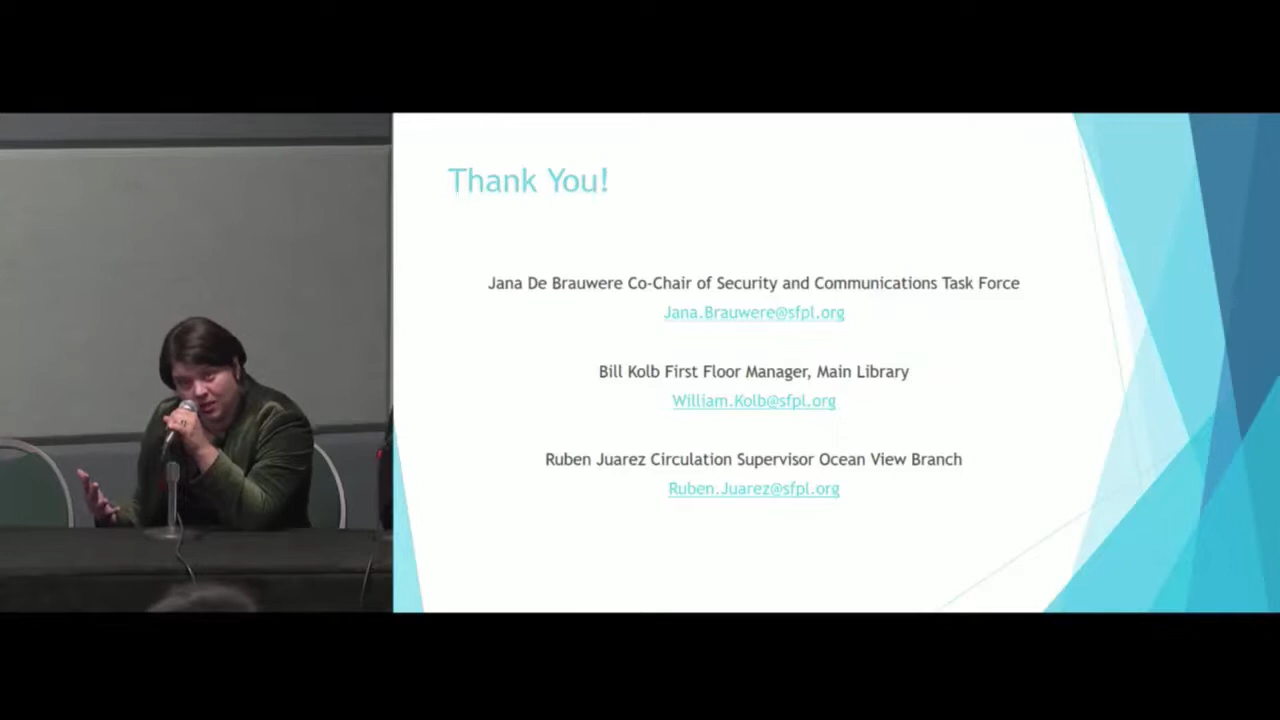 Thank You!
Jana De Brauwere Co-Chair of Security and Communications Task Force
Jana.Brauwere@sfpl.org
Bill Kolb First Floor Manager, Main Library
William.Kolb@sfpl.org
Ruben Juarez Circulation Supervisor Ocean View Branch
Ruben.Juarez@sfpl.org